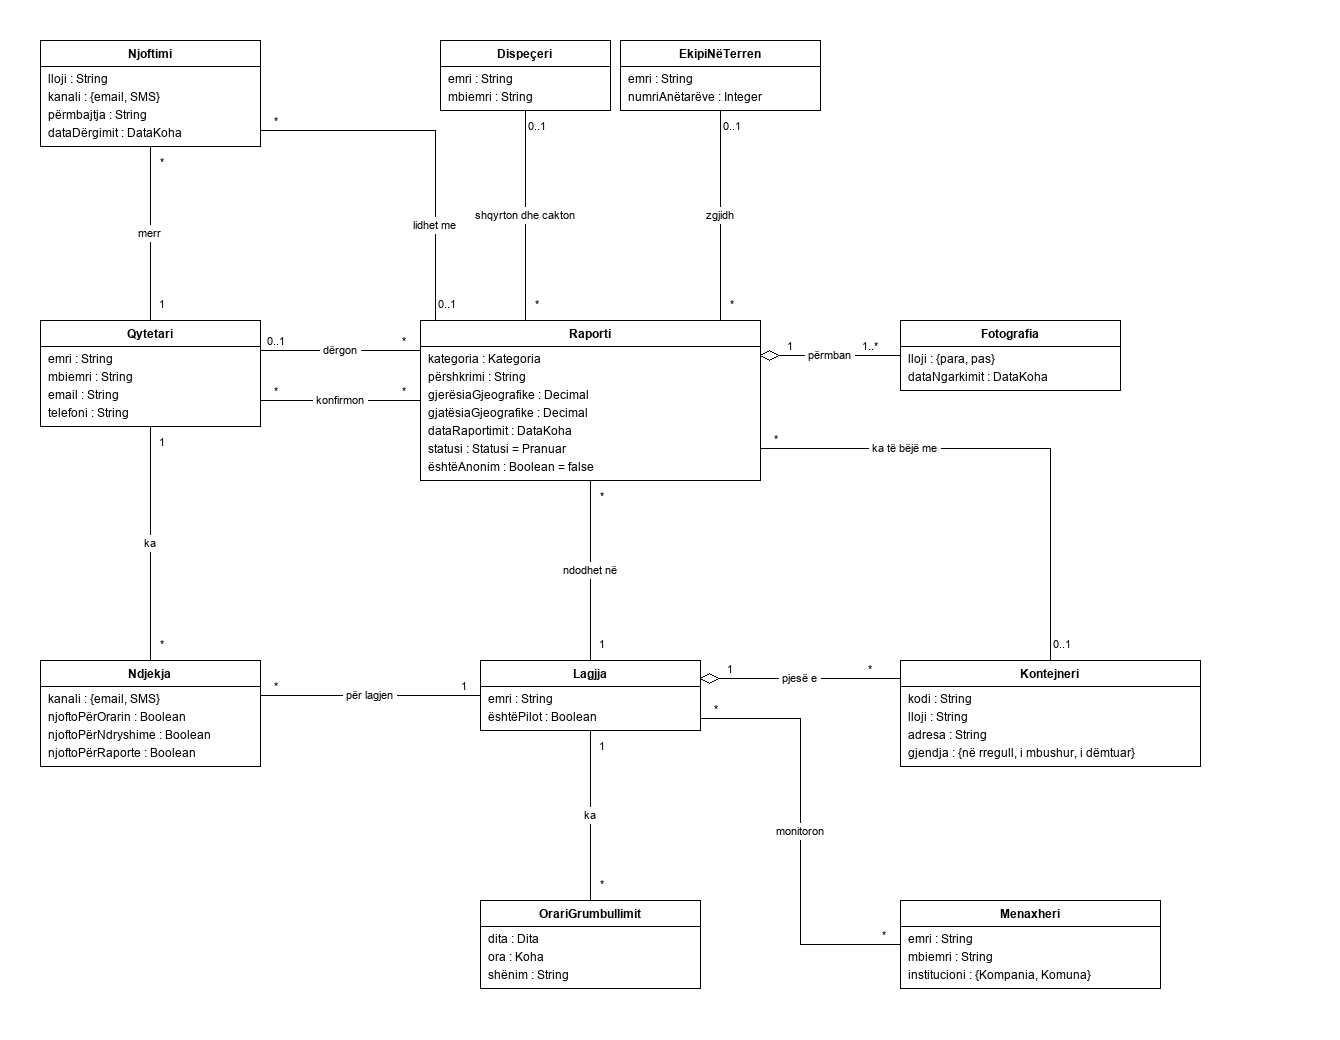 Njoftimi
lloji : String
kanali : {email, SMS}
përmbajtja : String
dataDërgimit : DataKoha
Dispeçeri
emri : String
mbiemri : String
EkipiNëTerren
emri : String
numriAnëtarëve : Integer
*
*
0..1
0..1
merr
lidhet me
shqyrton dhe cakton
zgjidh
1
0..1
*
*
Qytetari
emri : String
mbiemri : String
email : String
telefoni : String
0..1
dërgon
*
*
konfirmon
*
Raporti
kategoria : Kategoria
përshkrimi : String
gjerësiaGjeografike : Decimal
gjatësiaGjeografike : Decimal
dataRaportimit : DataKoha
statusi : Statusi = Pranuar
ështëAnonim : Boolean = false
1
përmban
1..*
Fotografia
lloji : {para, pas}
dataNgarkimit : DataKoha
*
ka të bëjë me
0..1
1
ka
*
*
ndodhet në
1
Ndjekja
kanali : {email, SMS}
njoftoPërOrarin : Boolean
njoftoPërNdryshime : Boolean
njoftoPërRaporte : Boolean
*
për lagjen
1
Lagjja
emri : String
ështëPilot : Boolean
1
pjesë e
*
Kontejneri
kodi : String
lloji : String
adresa : String
gjendja : {në rregull, i mbushur, i dëmtuar}
*
monitoron
*
1
ka
*
OrariGrumbullimit
dita : Dita
ora : Koha
shënim : String
Menaxheri
emri : String
mbiemri : String
institucioni : {Kompania, Komuna}